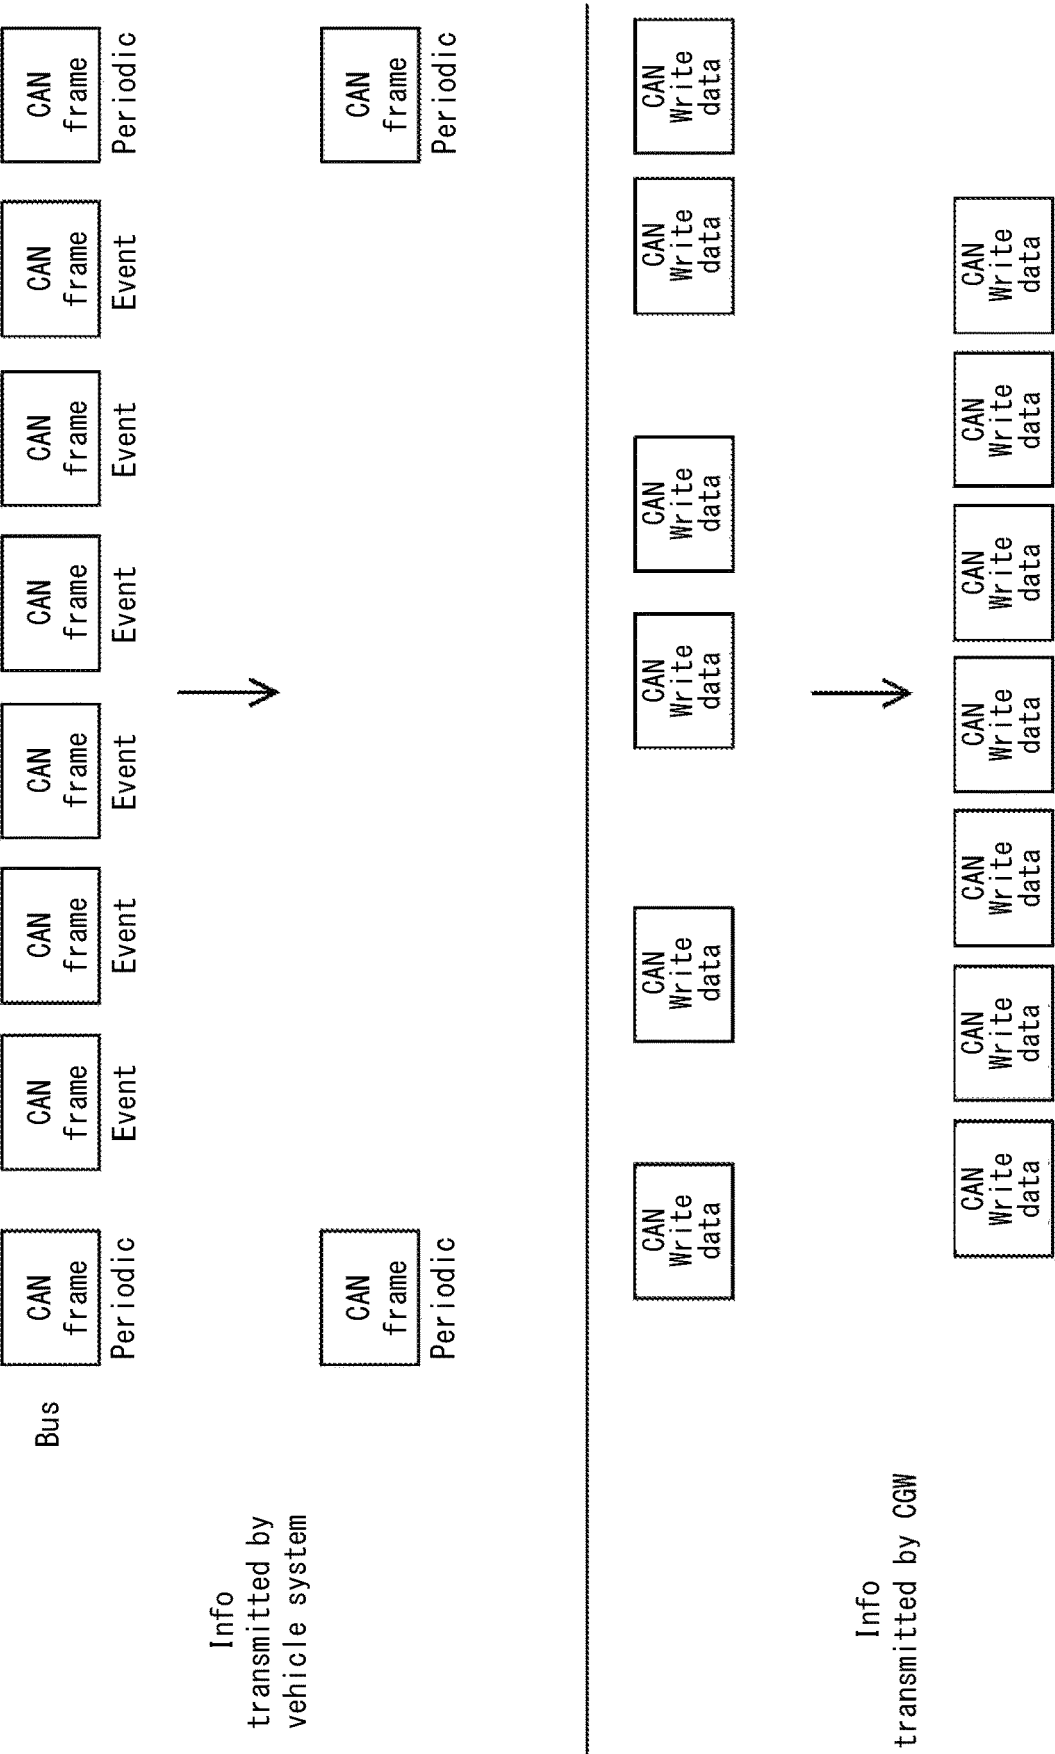 Bus
CAN
frame
Periodic
CAN
frame
Event
CAN
frame
Event
CAN
frame
Event
CAN
frame
Event
CAN
frame
Event
CAN
frame
Event
CAN
frame
Periodic
Info
transmitted by
vehicle system
CAN
frame
Periodic
CAN
frame
Periodic
CAN
Write
data
CAN
Write
data
CAN
Write
data
CAN
Write
data
CAN
Write
data
CAN
Write
data
Info
transmitted by CGW
CAN
Write
data
CAN
Write
data
CAN
Write
data
CAN
Write
data
CAN
Write
data
CAN
Write
data
CAN
Write
data